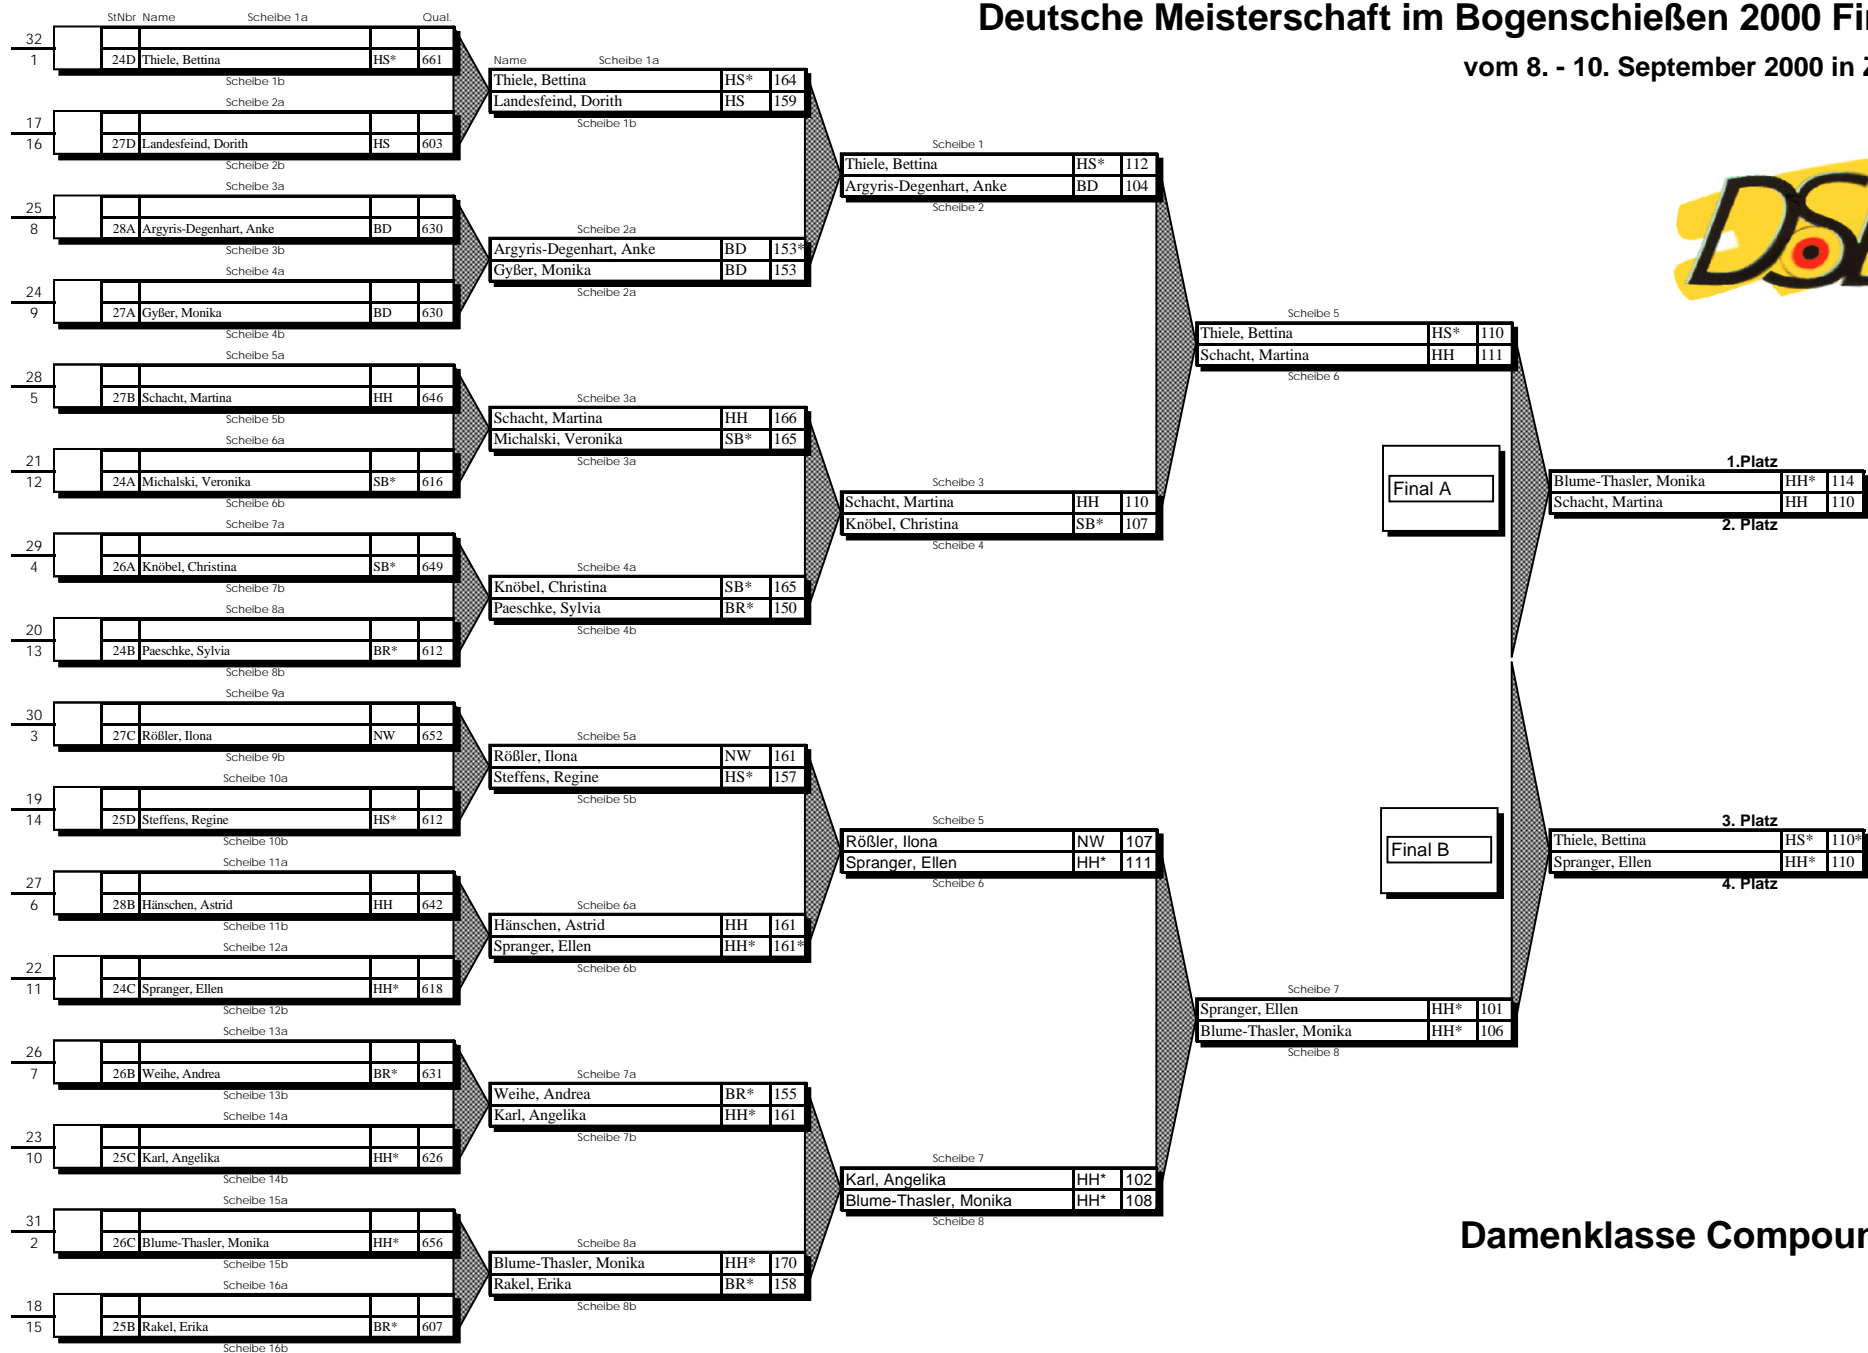 Deutsche Meisterschaft im Bogenschießen 2000
vom 8. - 10. September 2000 in
StNbr Name Scheibe 1a Qual.
32
1 24D Thiele, Bettina HS* 661
Scheibe 1b
Scheibe 2a
17
16 27D Landesfeind, Dorith HS 603
Scheibe 2b
Scheibe 3a
25
8 28A Argyris-Degenhart, Anke BD 630
Scheibe 3b
Scheibe 4a
24
9 27A Gyßer, Monika BD 630
Scheibe 4b
Scheibe 5a
28
5 27B Schacht, Martina HH 646
Scheibe 5b
Scheibe 6a
21
12 24A Michalski, Veronika SB* 616
Scheibe 6b
Scheibe 7a
29
4 26A Knöbel, Christina SB* 649
Scheibe 7b
Scheibe 8a
20
13 24B Paeschke, Sylvia BR* 612
Scheibe 8b
Scheibe 9a
30
3 27C Rößler, Ilona NW 652
Scheibe 9b
Scheibe 10a
19
14 25D Steffens, Regine HS* 612
Scheibe 10b
Scheibe 11a
27
6 28B Hänschen, Astrid HH 642
Scheibe 11b
Scheibe 12a
22
11 24C Spranger, Ellen HH* 618
Scheibe 12b
Scheibe 13a
26
7 26B Weihe, Andrea BR* 631
Scheibe 13b
Scheibe 14a
23
10 25C Karl, Angelika HH* 626
Scheibe 14b
Scheibe 15a
31
2 26C Blume-Thasler, Monika HH* 656
Scheibe 15b
Scheibe 16a
18
15 25B Rakel, Erika BR* 607
Scheibe 16b
Name Scheibe 1a
Thiele, Bettina HS* 164
Landesfeind, Dorith HS 159
Scheibe 1b
Scheibe 2a
Argyris-Degenhart, Anke BD 153*
Gyßer, Monika BD 153
Scheibe 2a
Scheibe 3a
Schacht, Martina HH 166
Michalski, Veronika SB* 165
Scheibe 3a
Scheibe 4a
Knöbel, Christina SB* 165
Paeschke, Sylvia BR* 150
Scheibe 4b
Scheibe 5a
Rößler, Ilona NW 161
Steffens, Regine HS* 157
Scheibe 5b
Scheibe 6a
Hänschen, Astrid HH 161
Spranger, Ellen HH* 161*
Scheibe 6b
Scheibe 7a
Weihe, Andrea BR* 155
Karl, Angelika HH* 161
Scheibe 7b
Scheibe 8a
Blume-Thasler, Monika HH* 170
Rakel, Erika BR* 158
Scheibe 8b
Scheibe 1
Thiele, Bettina HS* 112
Argyris-Degenhart, Anke BD 104
Scheibe 2
Scheibe 3
Schacht, Martina HH 110
Knöbel, Christina SB* 107
Scheibe 4
Scheibe 5
Rößler, Ilona NW 107
Spranger, Ellen HH* 111
Scheibe 6
Scheibe 7
Karl, Angelika HH* 102
Blume-Thasler, Monika HH* 108
Scheibe 8
Scheibe 5
Thiele, Bettina HS* 110
Schacht, Martina HH 111
Scheibe 6
Scheibe 7
Spranger, Ellen HH* 101
Blume-Thasler, Monika HH* 106
Scheibe 8
Final A
1.Platz
Blume-Thasler, Monika HH* 114
Schacht, Martina HH 110
2. Platz
Final B
3. Platz
Thiele, Bettina HS* 110*
Spranger, Ellen HH* 110
4. Platz
Damenklasse